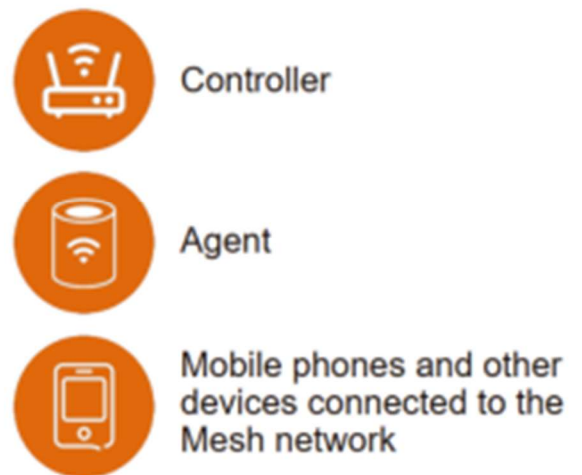 Controller
Agent
Mobile phones and other
devices connected to the
Mesh network